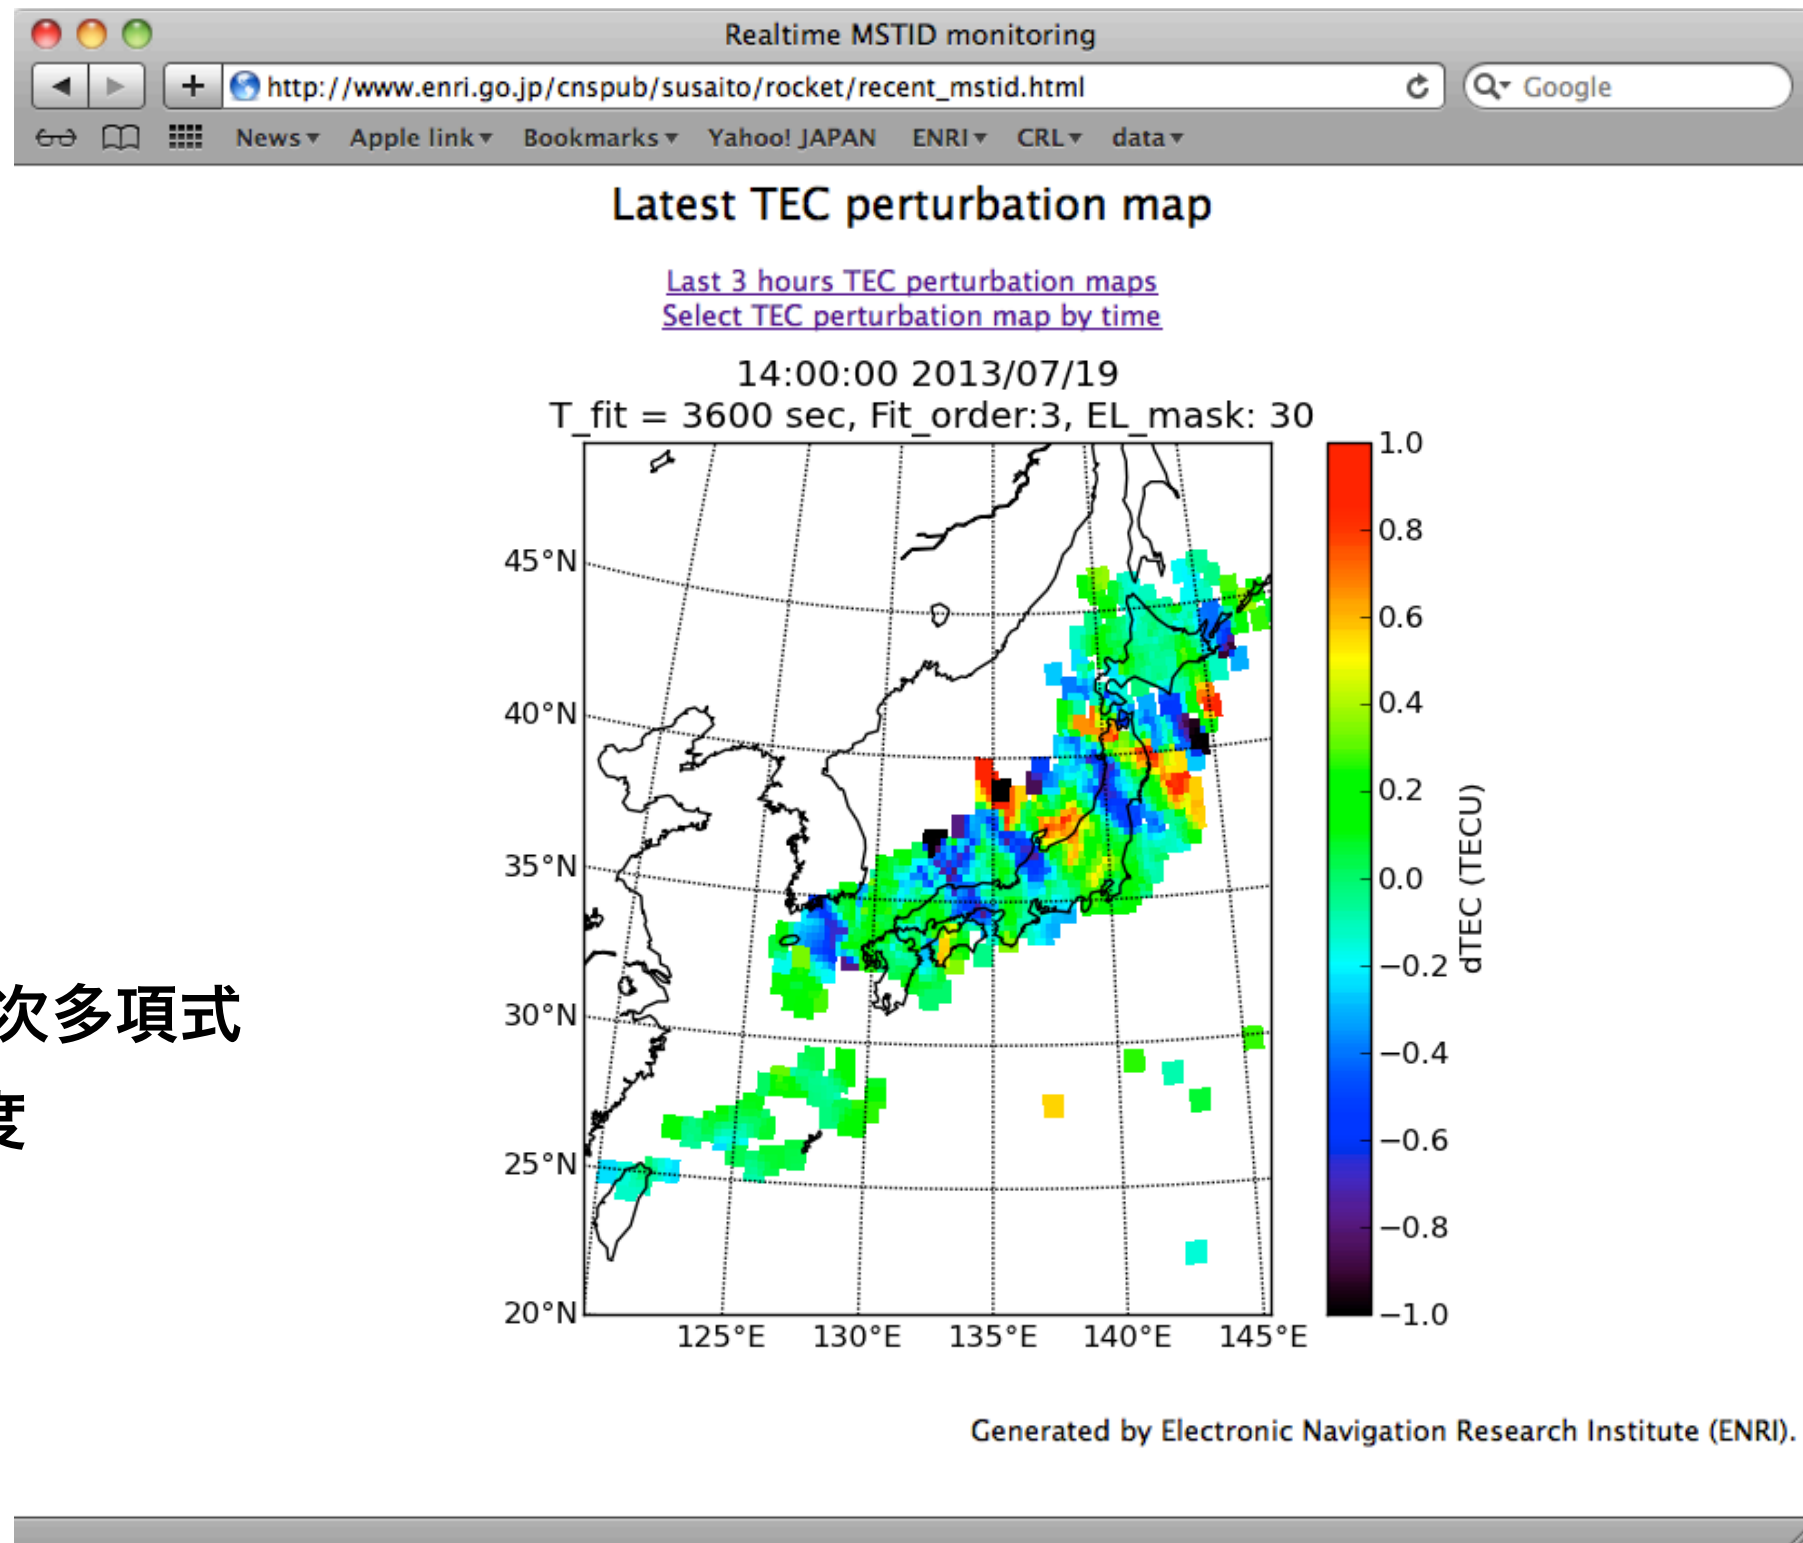 Realtime MSTID monitoring
http://www.enri.go.jp/cnspub/susaito/rocket/recent_mstid.html
Google
News Apple link Bookmarks Yahoo! JAPAN ENRI CRL data
Latest TEC perturbation map
Last 3 hours TEC perturbation maps
Select TEC perturbation map by time
14:00:00 2013/07/19
T_fit = 3600 sec, Fit_order:3, EL_mask: 30
45°N
40°N
35°N
30°N
25°N
20°N
125°E 130°E 135°E 140°E 145°E
1.0
0.8
0.6
0.4
0.2
0.0
−0.2
−0.4
−0.6
−0.8
−1.0
dTEC (TECU)
次多項式
度
Generated by Electronic Navigation Research Institute (ENRI).